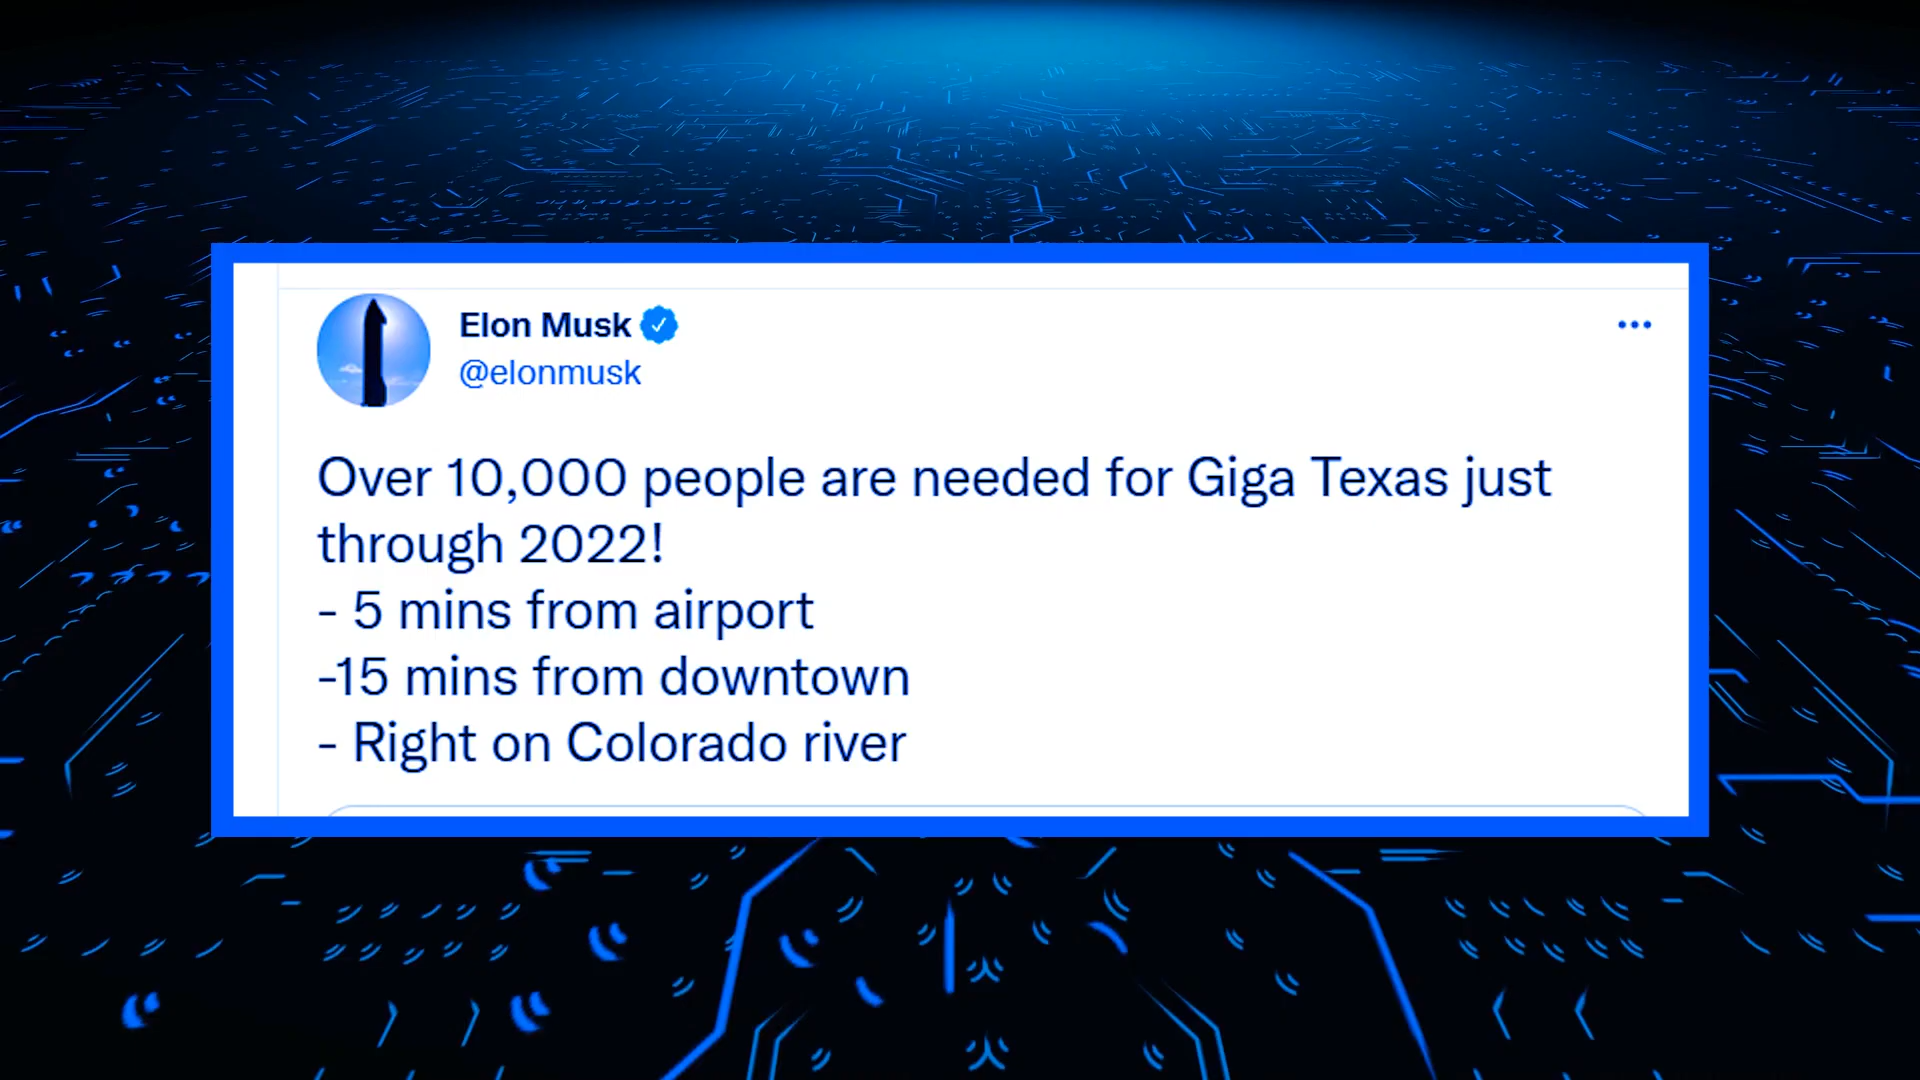 Elon Musk
@elonmusk
Over 10,000 people are needed for Giga Texas just
through 2022!
- 5 mins from airport
-15 mins from downtown
- Right on Colorado river